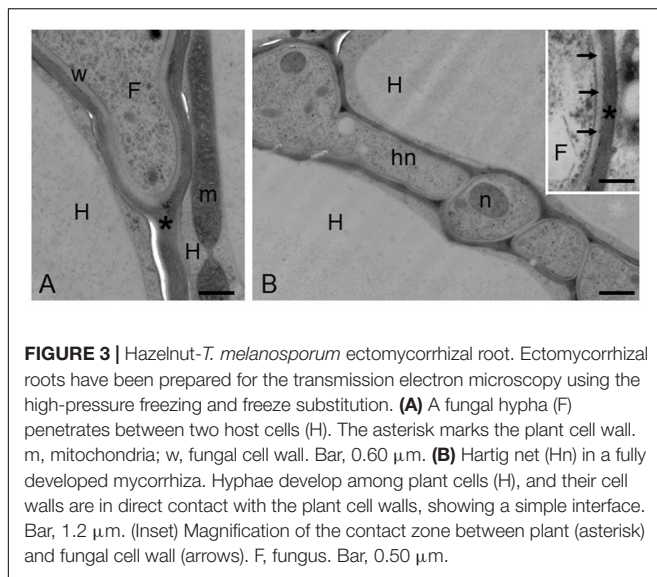 w
F
H
m
*
H
A
H
hn
n
H
B
F
*
FIGURE 3 | Hazelnut-T. melanosporum ectomycorrhizal root. Ectomycorrhizal
roots have been prepared for the transmission electron microscopy using the
high-pressure freezing and freeze substitution. (A) A fungal hypha (F)
penetrates between two host cells (H). The asterisk marks the plant cell wall.
m, mitochondria; w, fungal cell wall. Bar, 0.60 μm. (B) Hartig net (Hn) in a fully
developed mycorrhiza. Hyphae develop among plant cells (H), and their cell
walls are in direct contact with the plant cell walls, showing a simple interface.
Bar, 1.2 μm. (Inset) Magnification of the contact zone between plant (asterisk)
and fungal cell wall (arrows). F, fungus. Bar, 0.50 μm.